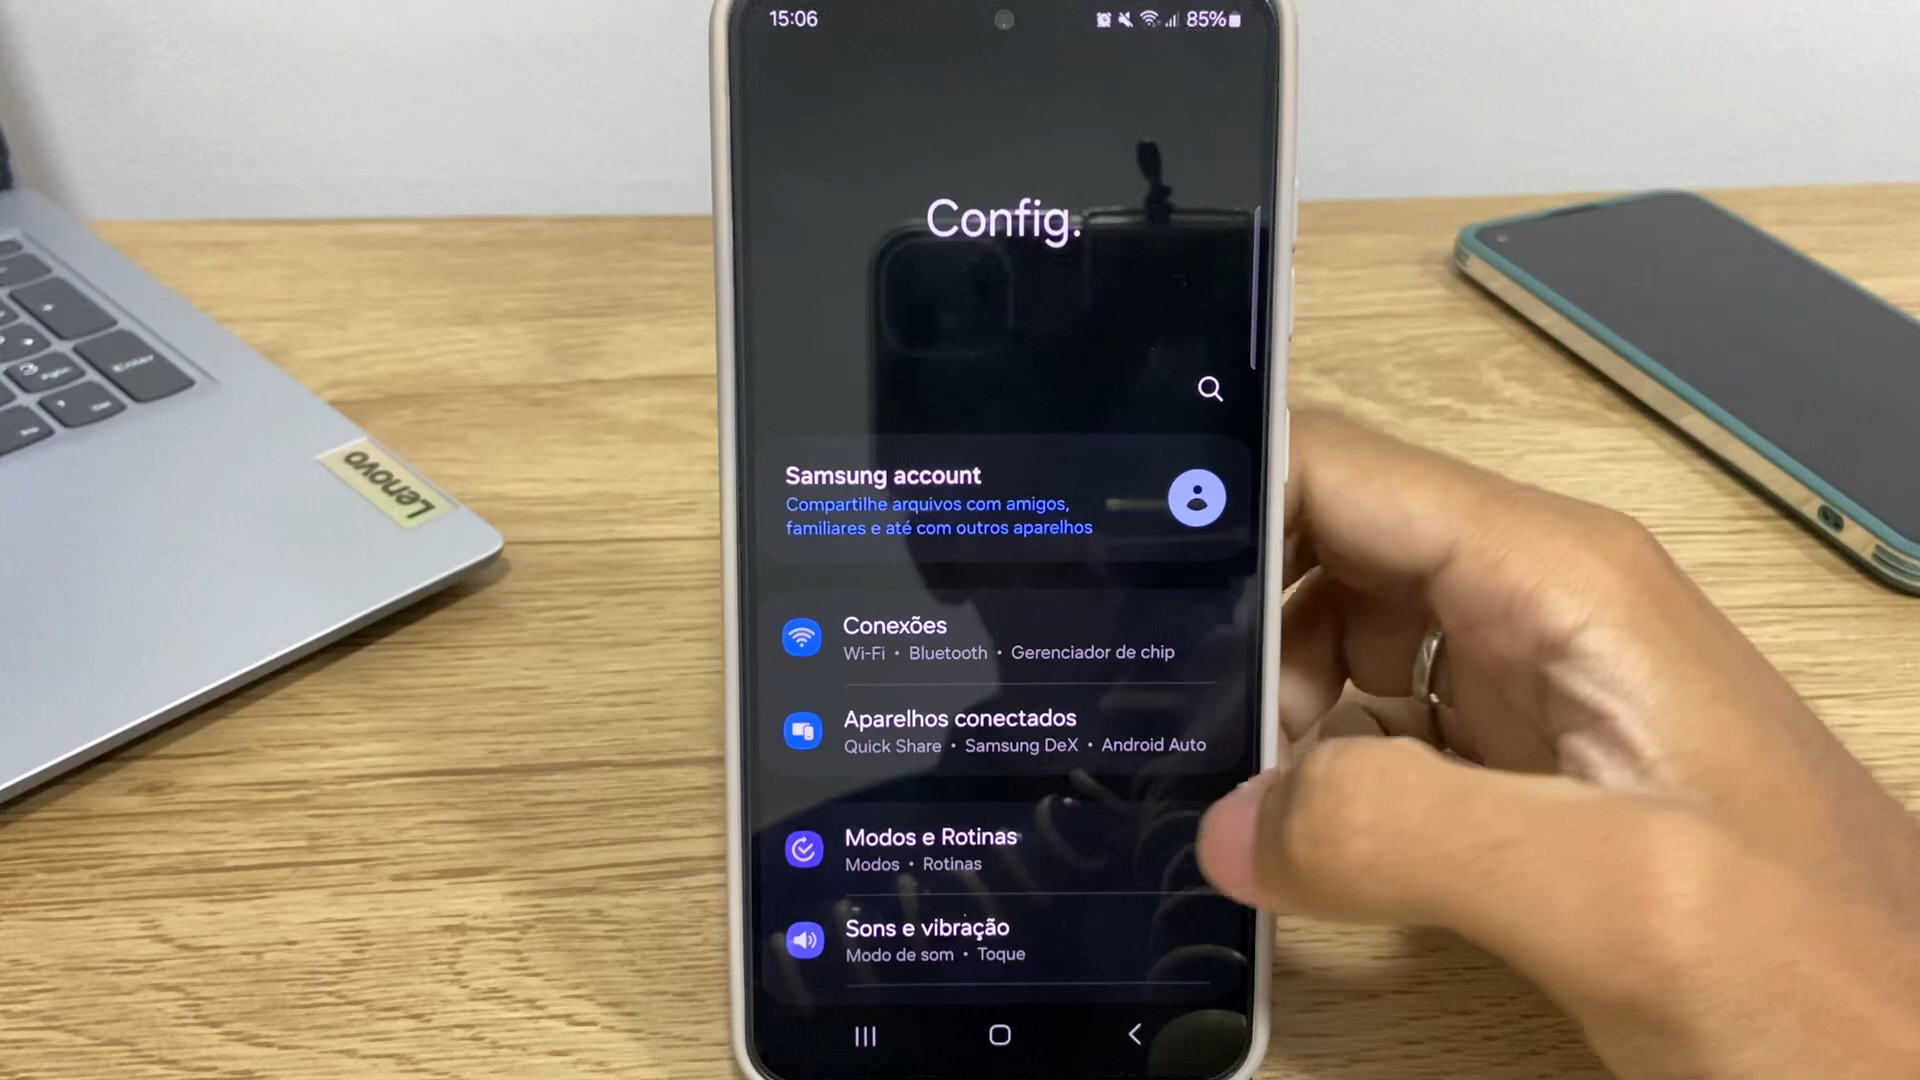 15:06
85%
Config.
Samsung account
Compartilhe arquivos com amigos,
familiares e até com outros aparelhos
Conexões
Wi-Fi • Bluetooth • Gerenciador de chip
Aparelhos conectados
Quick Share • Samsung DeX • Android Auto
Modos e Rotinas
Modos • Rotinas
Sons e vibração
Modo de som • Toque
Enter
Lenovo